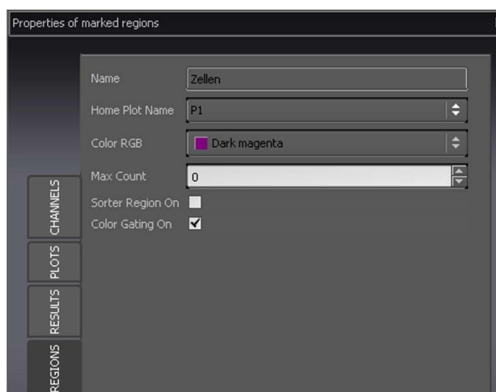 Properties of marked regions
Name Zellen
Home Plot Name P1
Color RGB Dark magenta
Max Count 0
Sorter Region On
Color Gating On
CHANNELS
PLOTS
RESULTS
REGIONS